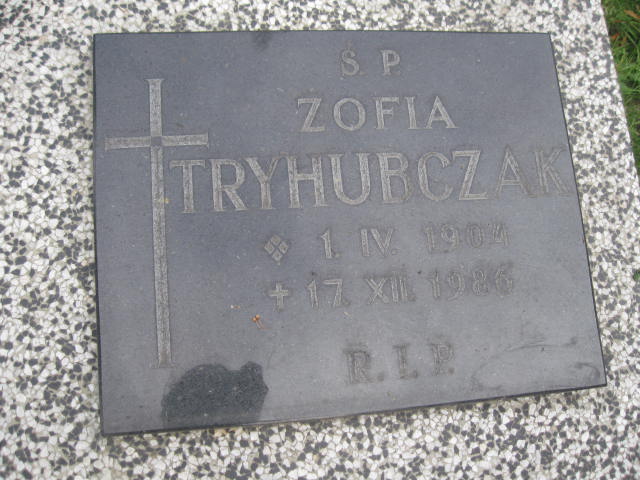 Ś. P.
ZOFIA
TRYHUBCZAK
1. IV. 1904
17. XII. 1986
R. I. P.